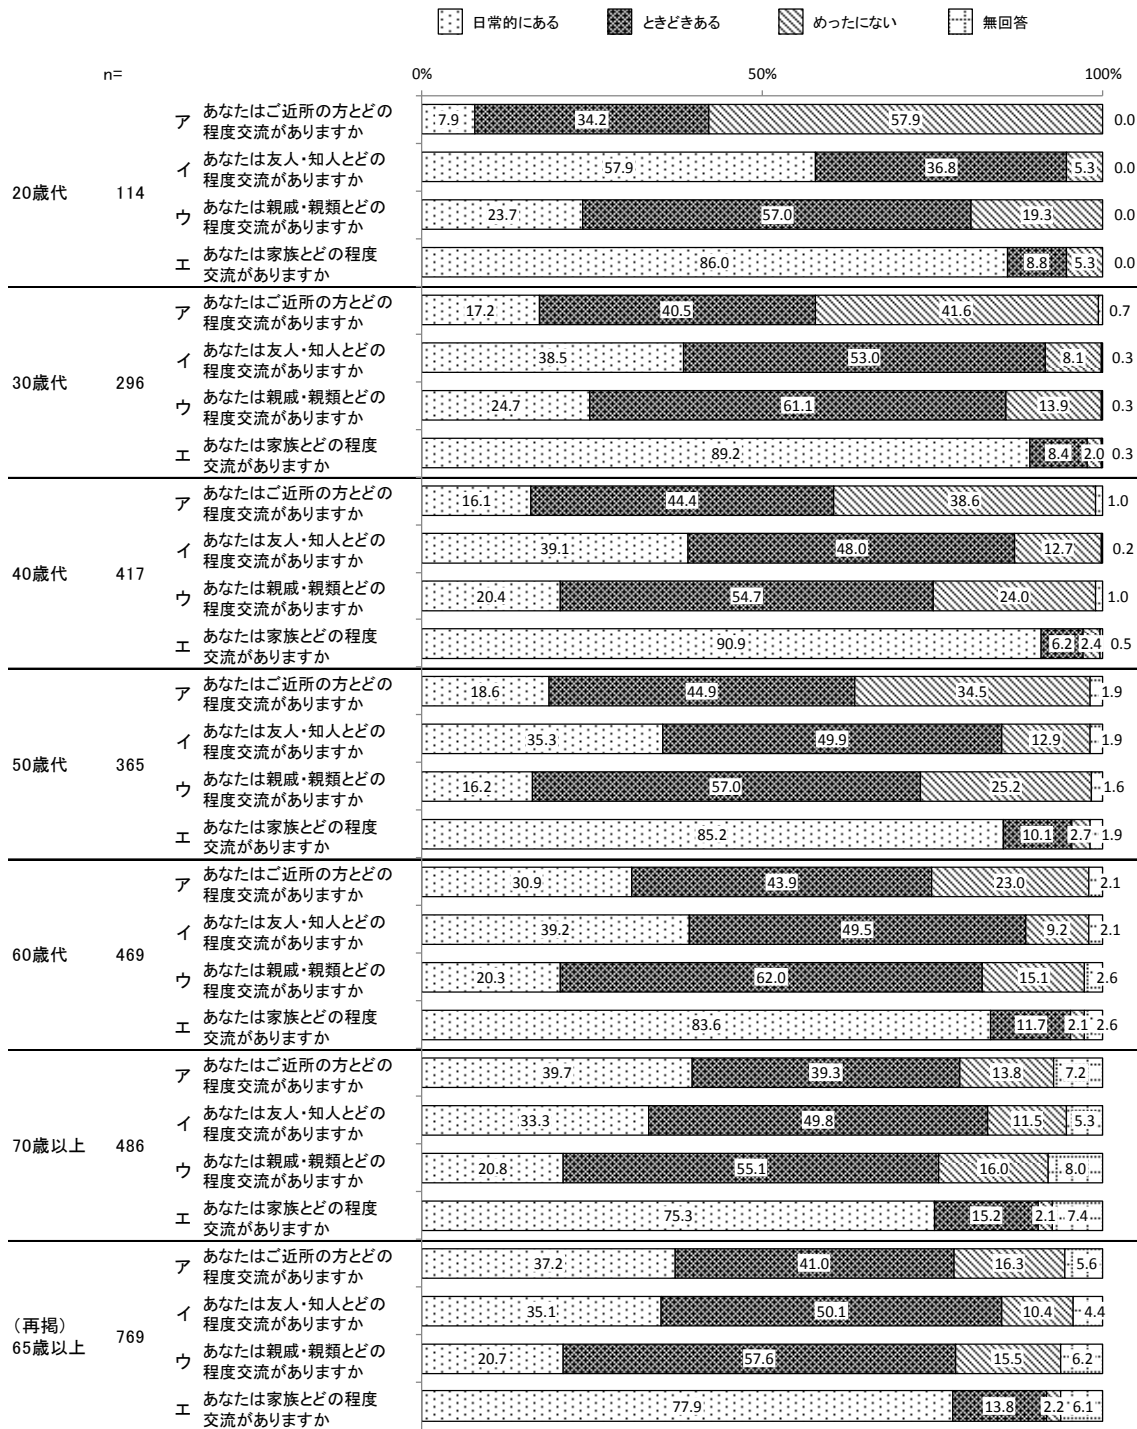 日常的にある ときどきある めったにない 無回答
n= 0% 50% 100%
ア あなたはご近所の方とどの
程度交流がありますか 7.9 34.2 57.9 0.0
イ あなたは友人・知人とどの
程度交流がありますか 57.9 36.8 5.3 0.0
20歳代 114
ウ あなたは親戚・親類とどの
程度交流がありますか 23.7 57.0 19.3 0.0
エ あなたは家族とどの程度
交流がありますか 86.0 8.8 5.3 0.0
ア あなたはご近所の方とどの
程度交流がありますか 17.2 40.5 41.6 0.7
イ あなたは友人・知人とどの
程度交流がありますか 38.5 53.0 8.1 0.3
30歳代 296
ウ あなたは親戚・親類とどの
程度交流がありますか 24.7 61.1 13.9 0.3
エ あなたは家族とどの程度
交流がありますか 89.2 8.4 2.0 0.3
ア あなたはご近所の方とどの
程度交流がありますか 16.1 44.4 38.6 1.0
イ あなたは友人・知人とどの
程度交流がありますか 39.1 48.0 12.7 0.2
40歳代 417
ウ あなたは親戚・親類とどの
程度交流がありますか 20.4 54.7 24.0 1.0
エ あなたは家族とどの程度
交流がありますか 90.9 6.2 2.4 0.5
ア あなたはご近所の方とどの
程度交流がありますか 18.6 44.9 34.5 1.9
イ あなたは友人・知人とどの
程度交流がありますか 35.3 49.9 12.9 1.9
50歳代 365
ウ あなたは親戚・親類とどの
程度交流がありますか 16.2 57.0 25.2 1.6
エ あなたは家族とどの程度
交流がありますか 85.2 10.1 2.7 1.9
ア あなたはご近所の方とどの
程度交流がありますか 30.9 43.9 23.0 2.1
イ あなたは友人・知人とどの
程度交流がありますか 39.2 49.5 9.2 2.1
60歳代 469
ウ あなたは親戚・親類とどの
程度交流がありますか 20.3 62.0 15.1 2.6
エ あなたは家族とどの程度
交流がありますか 83.6 11.7 2.1 2.6
ア あなたはご近所の方とどの
程度交流がありますか 39.7 39.3 13.8 7.2
イ あなたは友人・知人とどの
程度交流がありますか 33.3 49.8 11.5 5.3
70歳以上 486
ウ あなたは親戚・親類とどの
程度交流がありますか 20.8 55.1 16.0 8.0
エ あなたは家族とどの程度
交流がありますか 75.3 15.2 2.1 7.4
ア あなたはご近所の方とどの
程度交流がありますか 37.2 41.0 16.3 5.6
イ あなたは友人・知人とどの
程度交流がありますか 35.1 50.1 10.4 4.4
（再掲）
65歳以上 769
ウ あなたは親戚・親類とどの
程度交流がありますか 20.7 57.6 15.5 6.2
エ あなたは家族とどの程度
交流がありますか 77.9 13.8 2.2 6.1